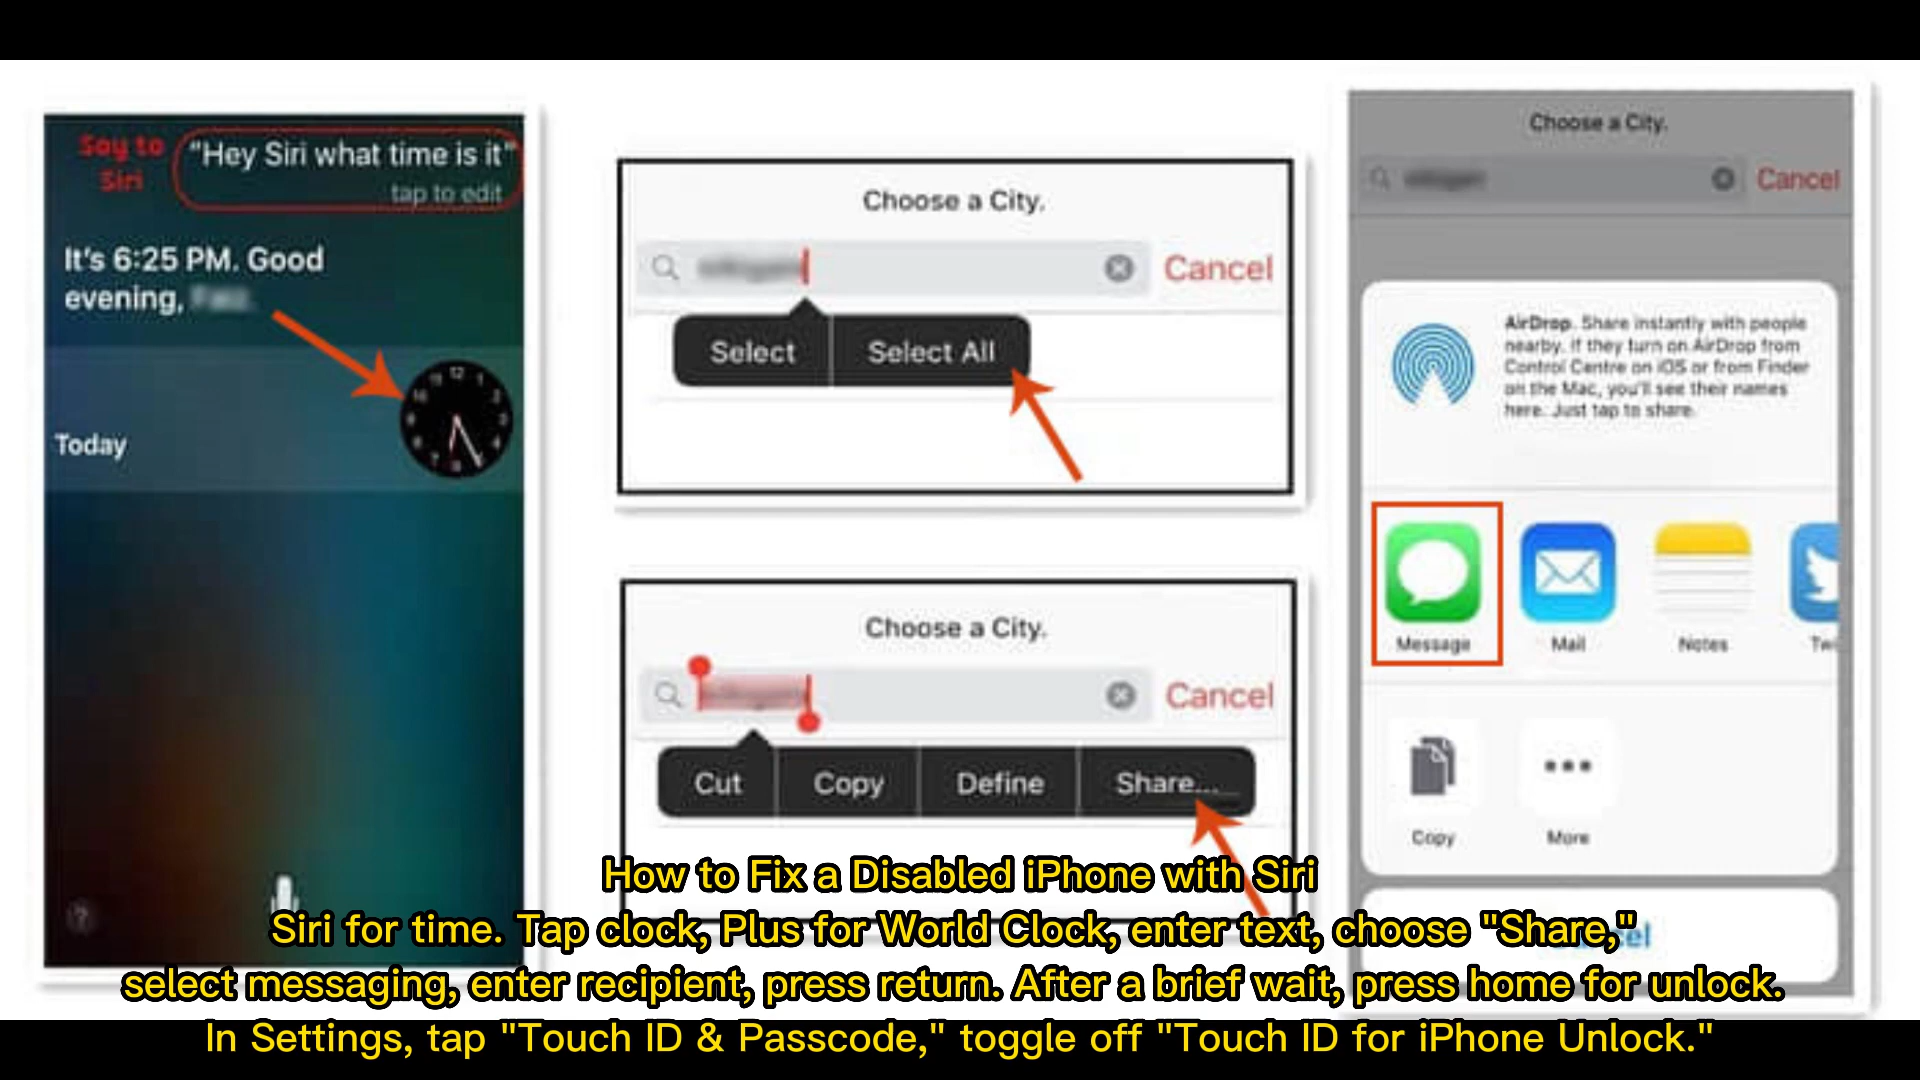 Say to
Siri
"Hey Siri what time is it"
tap to edit
It's 6:25 PM. Good
evening,
12
Today
?
Choose a City.
Cancel
Select
Select All
Choose a City.
Cancel
Cut
Copy
Define
Share...
Choose a City.
Cancel
AirDrop. Share instantly with people
nearby. If they turn on AirDrop from
Control Centre on iOS or from Finder
on the Mac, you'll see their names
here. Just tap to share.
Message
Mail
Notes
Twi
Copy
More
How to Fix a Disabled iPhone with Siri
Siri for time. Tap clock, Plus for World Clock, enter text, choose "Share,"
select messaging, enter recipient, press return. After a brief wait, press home for unlock.
In Settings, tap "Touch ID & Passcode," toggle off "Touch ID for iPhone Unlock."